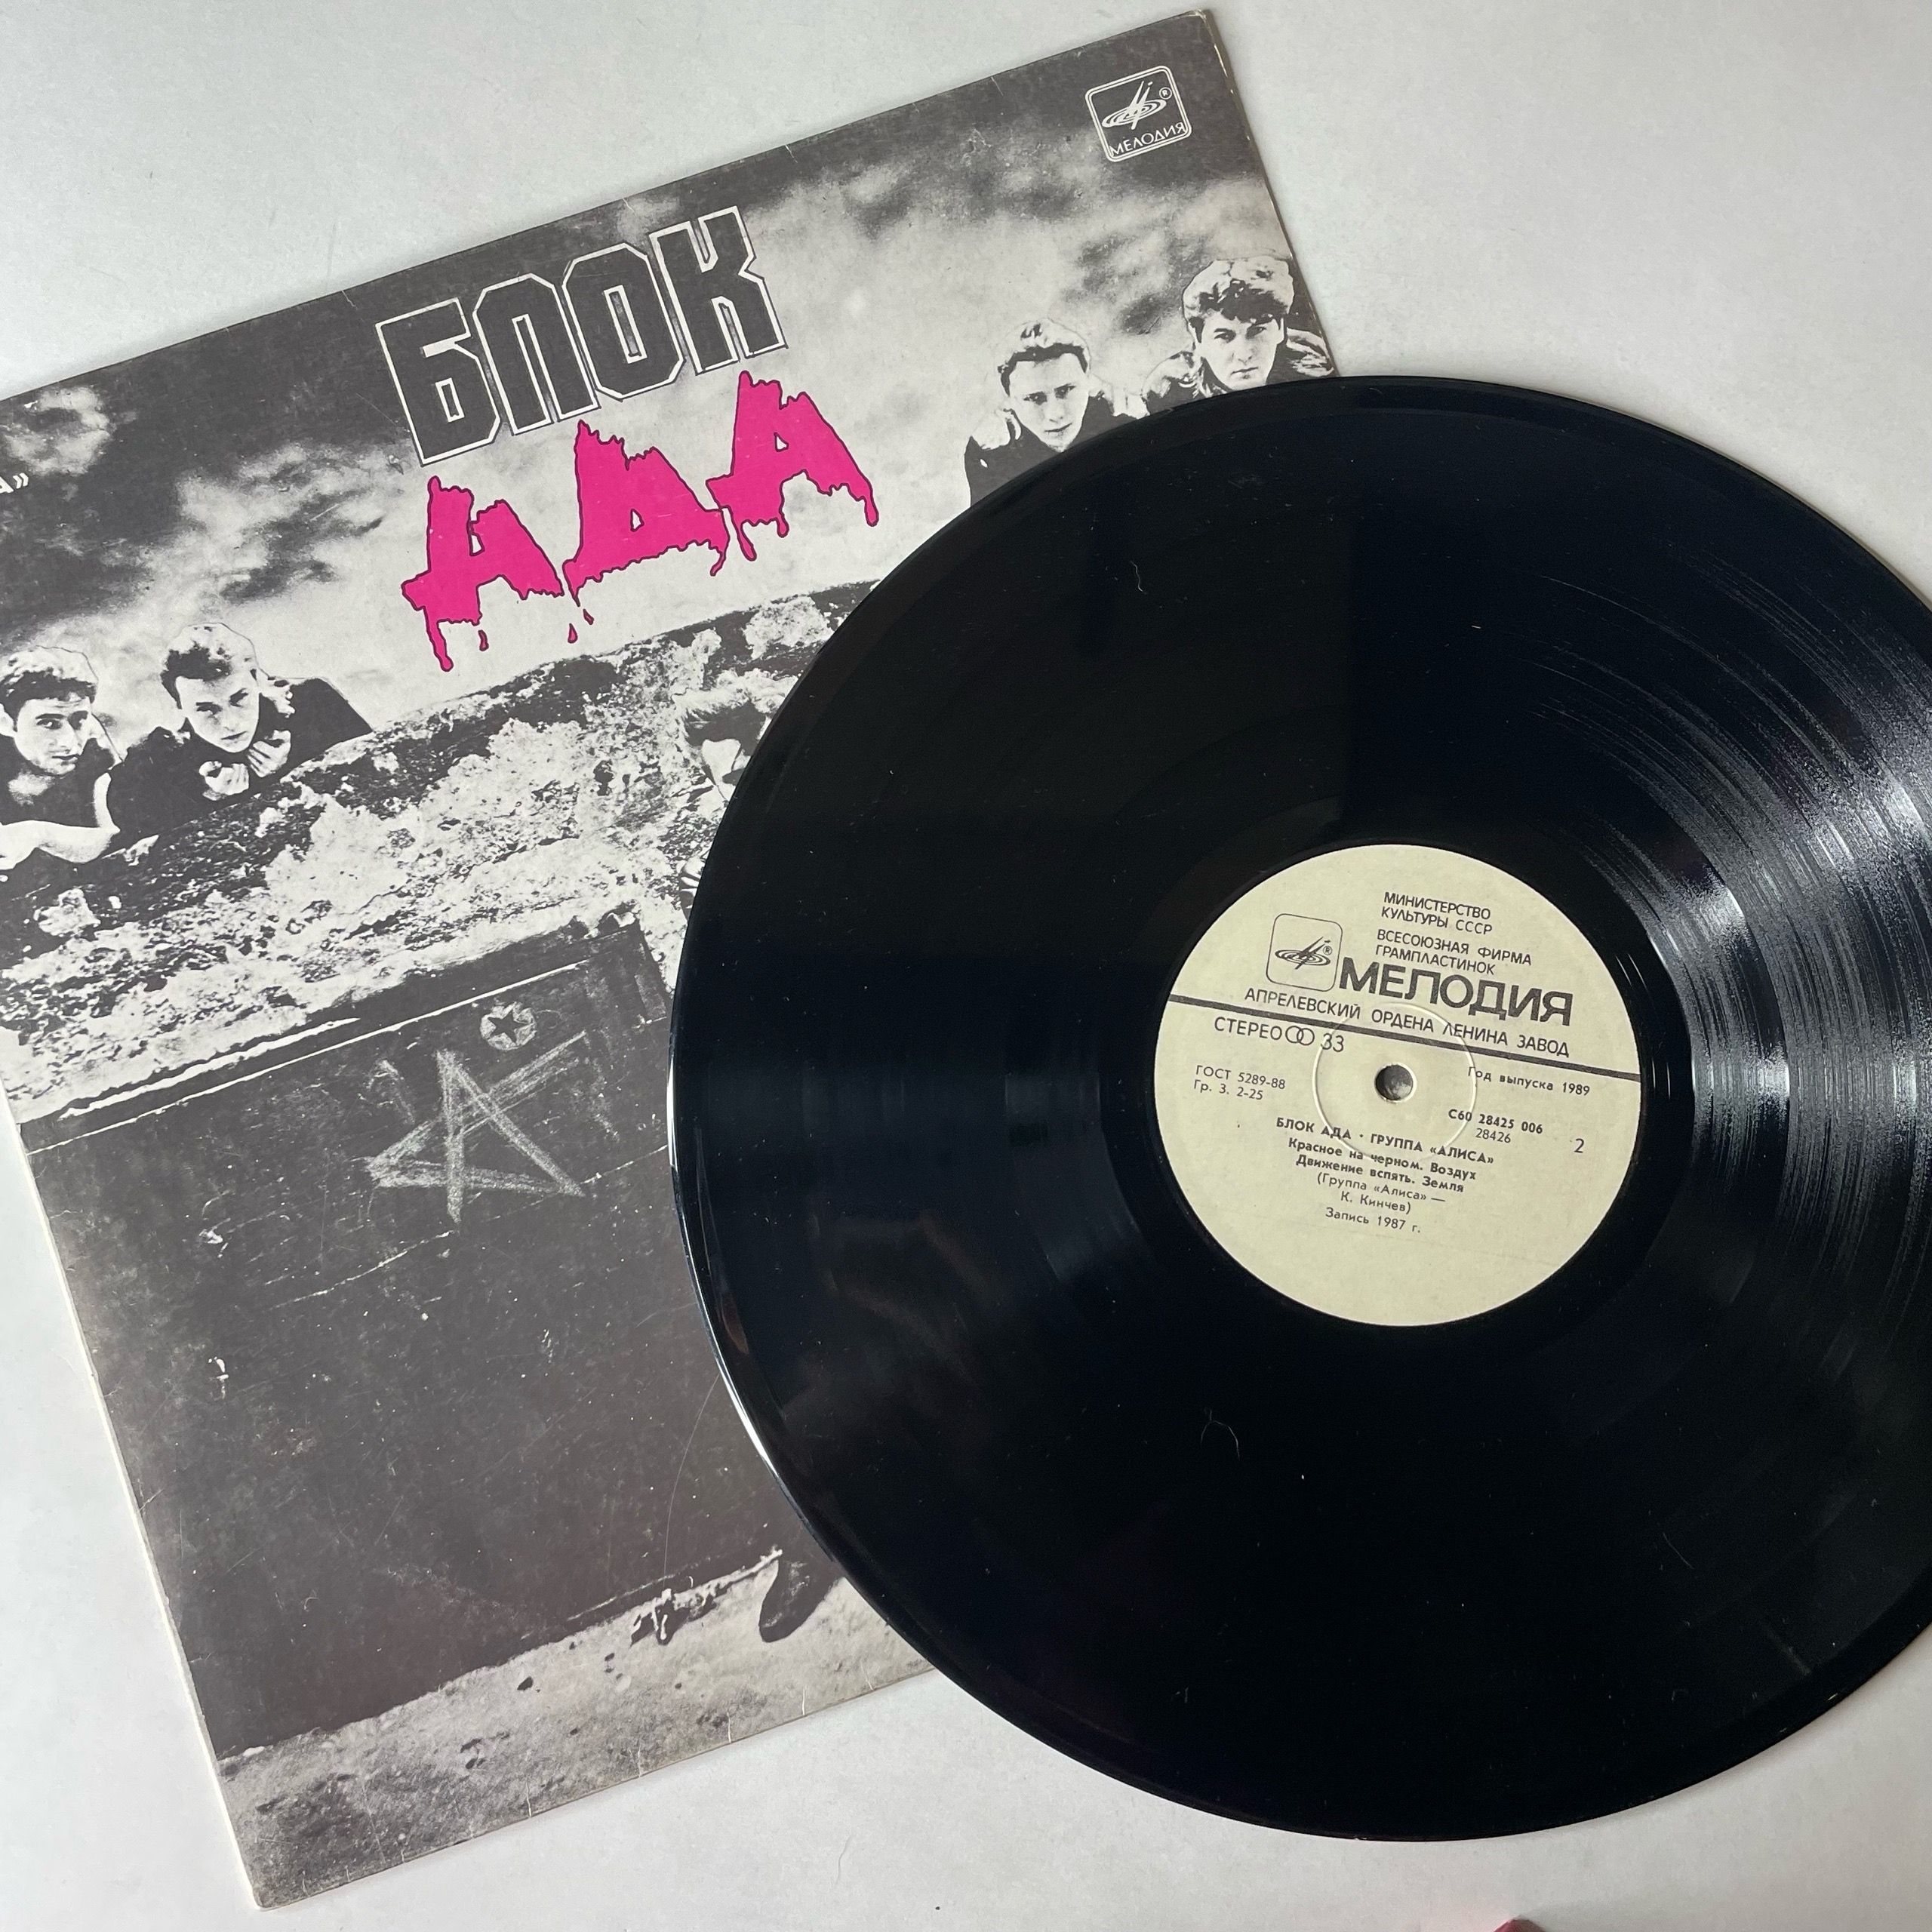 МЕЛОДИЯ
БЛОК
АДА
А»
МИНИСТЕРСТВО
КУЛЬТУРЫ СССР
ВСЕСОЮЗНАЯ ФИРМА
ГРАМПЛАСТИНОК
МЕЛОДИЯ
АПРЕЛЕВСКИЙ ОРДЕНА ЛЕНИНА ЗАВОД
СТЕРЕО 33
ГОСТ 5289-88
Гр. 3. 2-25
Год выпуска 1989
С60 28425 006
28426
2
БЛОК АДА · ГРУППА «АЛИСА»
Красное на черном. Воздух
Движение вспять. Земля
(Группа «Алиса» —
К. Кинчев)
Запись 1987 г.